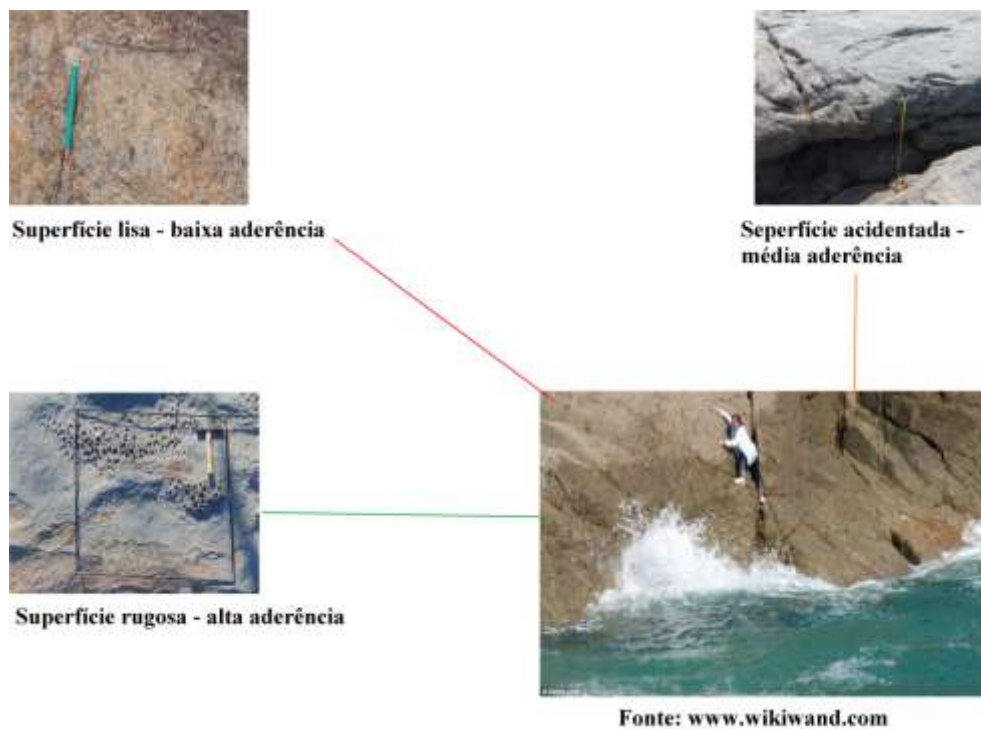 Superfície lisa - baixa aderência
Seperfície acidentada -
média aderência
Superfície rugosa - alta aderência
Fonte: www.wikiwand.com